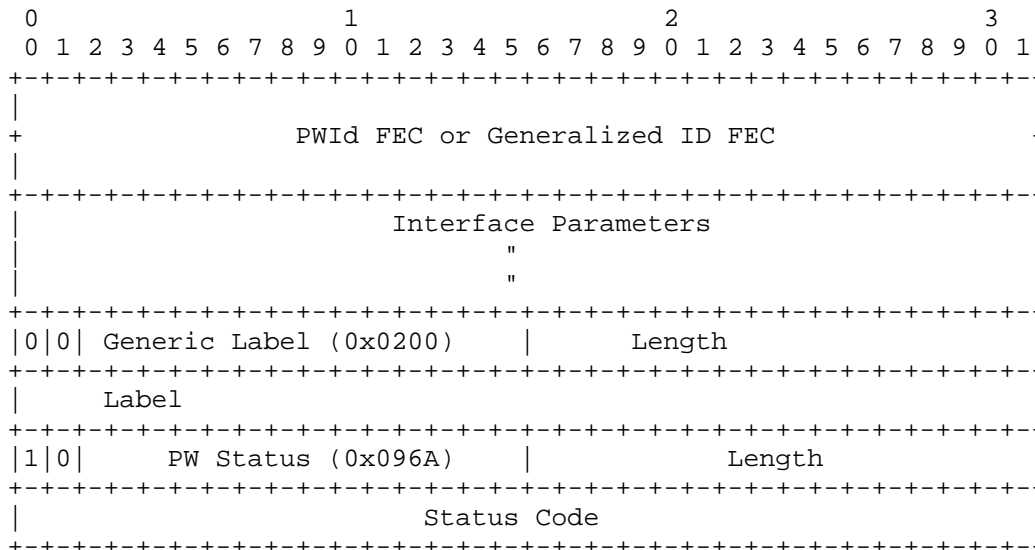 0                   1                   2                   3
 0 1 2 3 4 5 6 7 8 9 0 1 2 3 4 5 6 7 8 9 0 1 2 3 4 5 6 7 8 9 0 1
+-+-+-+-+-+-+-+-+-+-+-+-+-+-+-+-+-+-+-+-+-+-+-+-+-+-+-+-+-+-+-+-
|
+                 PWId FEC or Generalized ID FEC                -
|
+-+-+-+-+-+-+-+-+-+-+-+-+-+-+-+-+-+-+-+-+-+-+-+-+-+-+-+-+-+-+-+-
|                       Interface Parameters
|                              "
|                              "
+-+-+-+-+-+-+-+-+-+-+-+-+-+-+-+-+-+-+-+-+-+-+-+-+-+-+-+-+-+-+-+-
|0|0| Generic Label (0x0200)    |      Length
+-+-+-+-+-+-+-+-+-+-+-+-+-+-+-+-+-+-+-+-+-+-+-+-+-+-+-+-+-+-+-+-
|     Label
+-+-+-+-+-+-+-+-+-+-+-+-+-+-+-+-+-+-+-+-+-+-+-+-+-+-+-+-+-+-+-+-
|1|0|     PW Status (0x096A)    |            Length
+-+-+-+-+-+-+-+-+-+-+-+-+-+-+-+-+-+-+-+-+-+-+-+-+-+-+-+-+-+-+-+-
|                         Status Code
+-+-+-+-+-+-+-+-+-+-+-+-+-+-+-+-+-+-+-+-+-+-+-+-+-+-+-+-+-+-+-+-